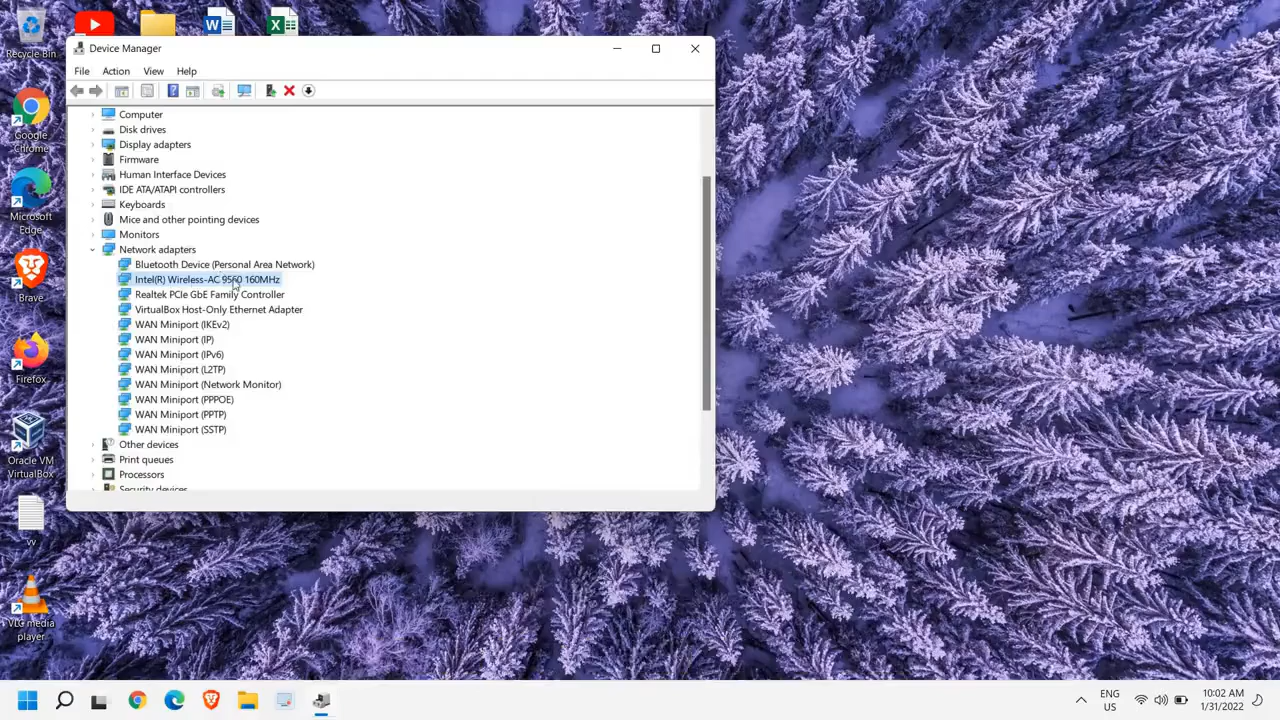 Recycle Bin
Device Manager
File Action View Help
Computer
Disk drives
Display adapters
Firmware
Human Interface Devices
IDE ATA/ATAPI controllers
Keyboards
Mice and other pointing devices
Monitors
Network adapters
Bluetooth Device (Personal Area Network)
Intel(R) Wireless-AC 9560 160MHz
Realtek PCIe GbE Family Controller
VirtualBox Host-Only Ethernet Adapter
WAN Miniport (IKEv2)
WAN Miniport (IP)
WAN Miniport (IPv6)
WAN Miniport (L2TP)
WAN Miniport (Network Monitor)
WAN Miniport (PPPOE)
WAN Miniport (PPTP)
WAN Miniport (SSTP)
Other devices
Print queues
Processors
Security devices
Google
Chrome
Microsoft
Edge
Brave
Firefox
Oracle VM
VirtualBox
vv
VLC media
player
ENG
US
10:02 AM
1/31/2022